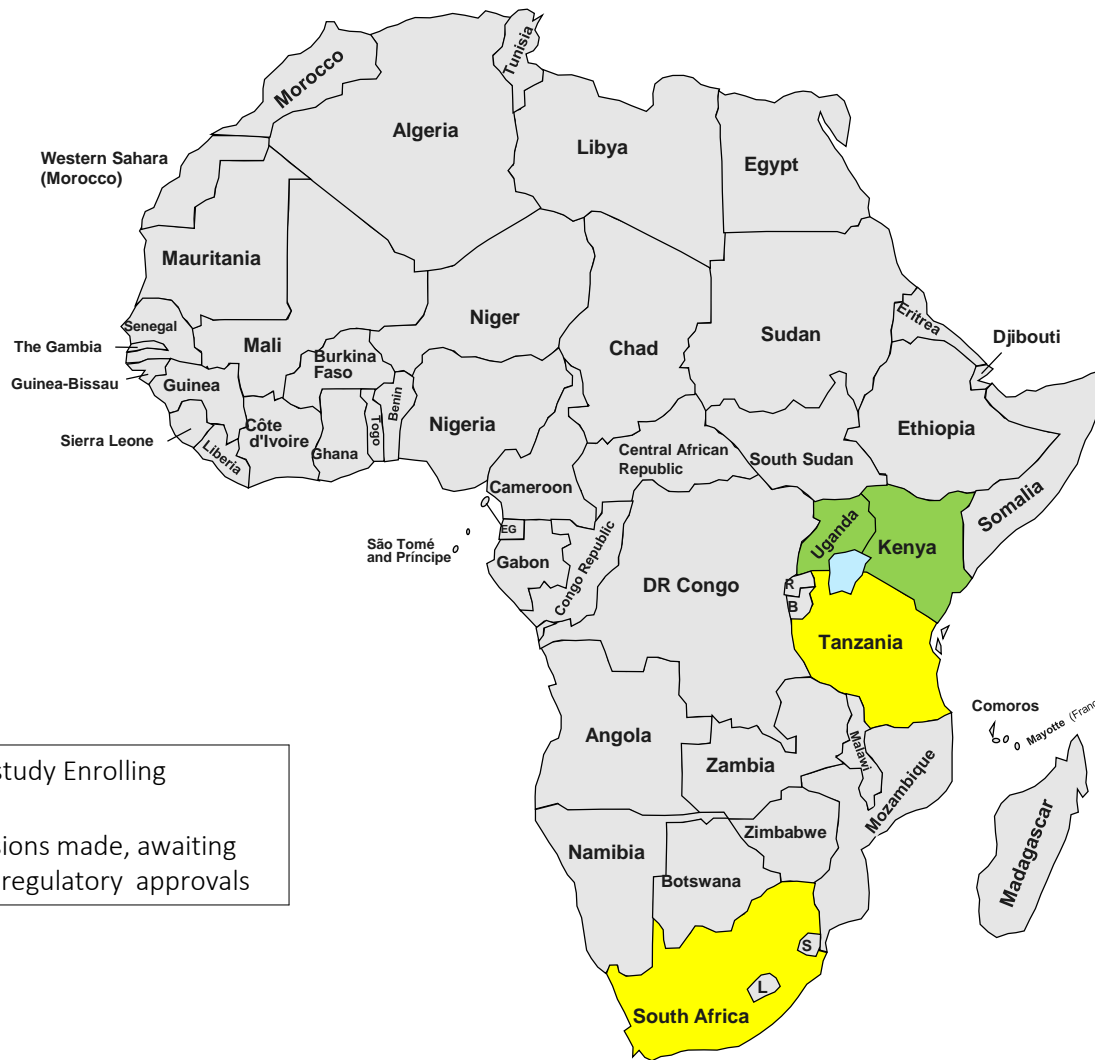 Morocco
Tunisia
Algeria
Libya
Egypt
Western Sahara
(Morocco)
Mauritania
Mali
Niger
Chad
Sudan
Eritrea
Djibouti
Senegal
The Gambia
Guinea-Bissau
Guinea
Sierra Leone
Liberia
Côte
d'Ivoire
Burkina
Faso
Ghana
Togo
Benin
Nigeria
Cameroon
Central African
Republic
South Sudan
Ethiopia
Somalia
EG
São Tomé
and Príncipe
Gabon
Congo Republic
DR Congo
Uganda
Kenya
R
B
Tanzania
Comoros
Mayotte (Franc
Angola
Zambia
Malawi
Mozambique
Madagascar
Zimbabwe
Namibia
Botswana
S
L
South Africa
study Enrolling
sions made, awaiting
regulatory approvals